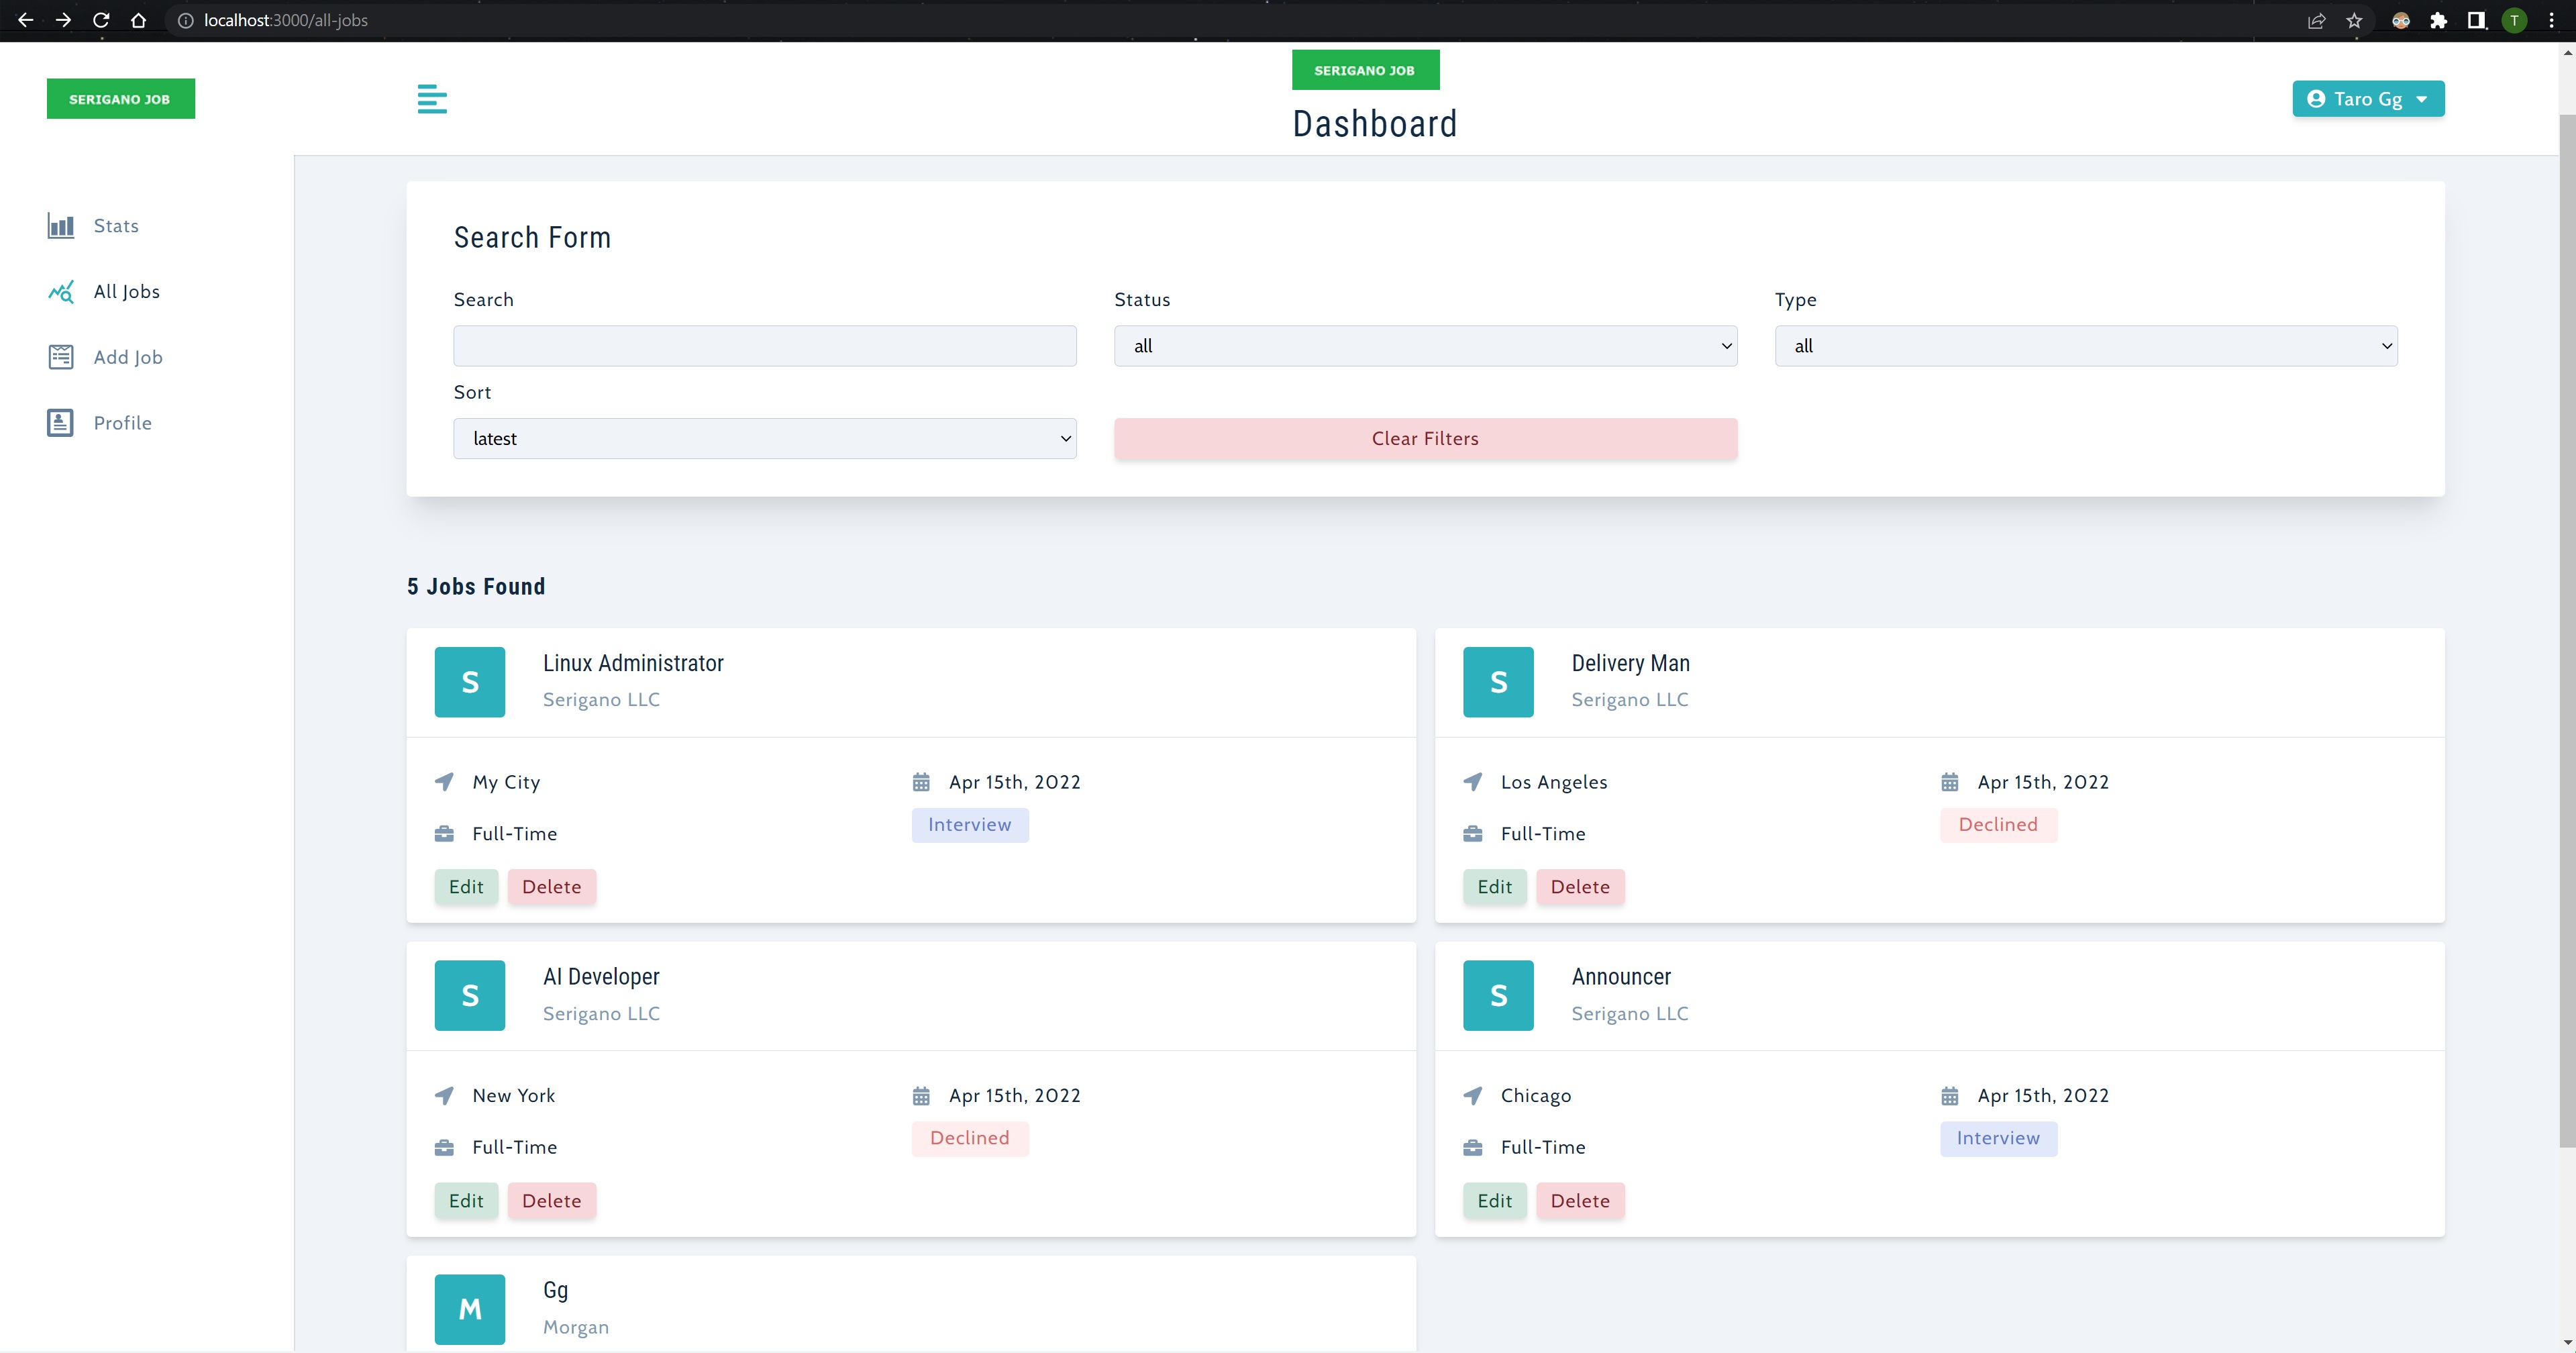 localhost:3000/all-jobs
T
SERIGANO JOB
SERIGANO JOB
Dashboard
Taro Gg
Stats
All Jobs
Add Job
Profile
Search Form
Search
Status
Type
all
all
Sort
latest
Clear Filters
5 Jobs Found
S
Linux Administrator
Serigano LLC
My City
Apr 15th, 2022
Full-Time
Interview
Edit
Delete
S
Delivery Man
Serigano LLC
Los Angeles
Apr 15th, 2022
Full-Time
Declined
Edit
Delete
S
AI Developer
Serigano LLC
New York
Apr 15th, 2022
Full-Time
Declined
Edit
Delete
S
Announcer
Serigano LLC
Chicago
Apr 15th, 2022
Full-Time
Interview
Edit
Delete
M
Gg
Morgan